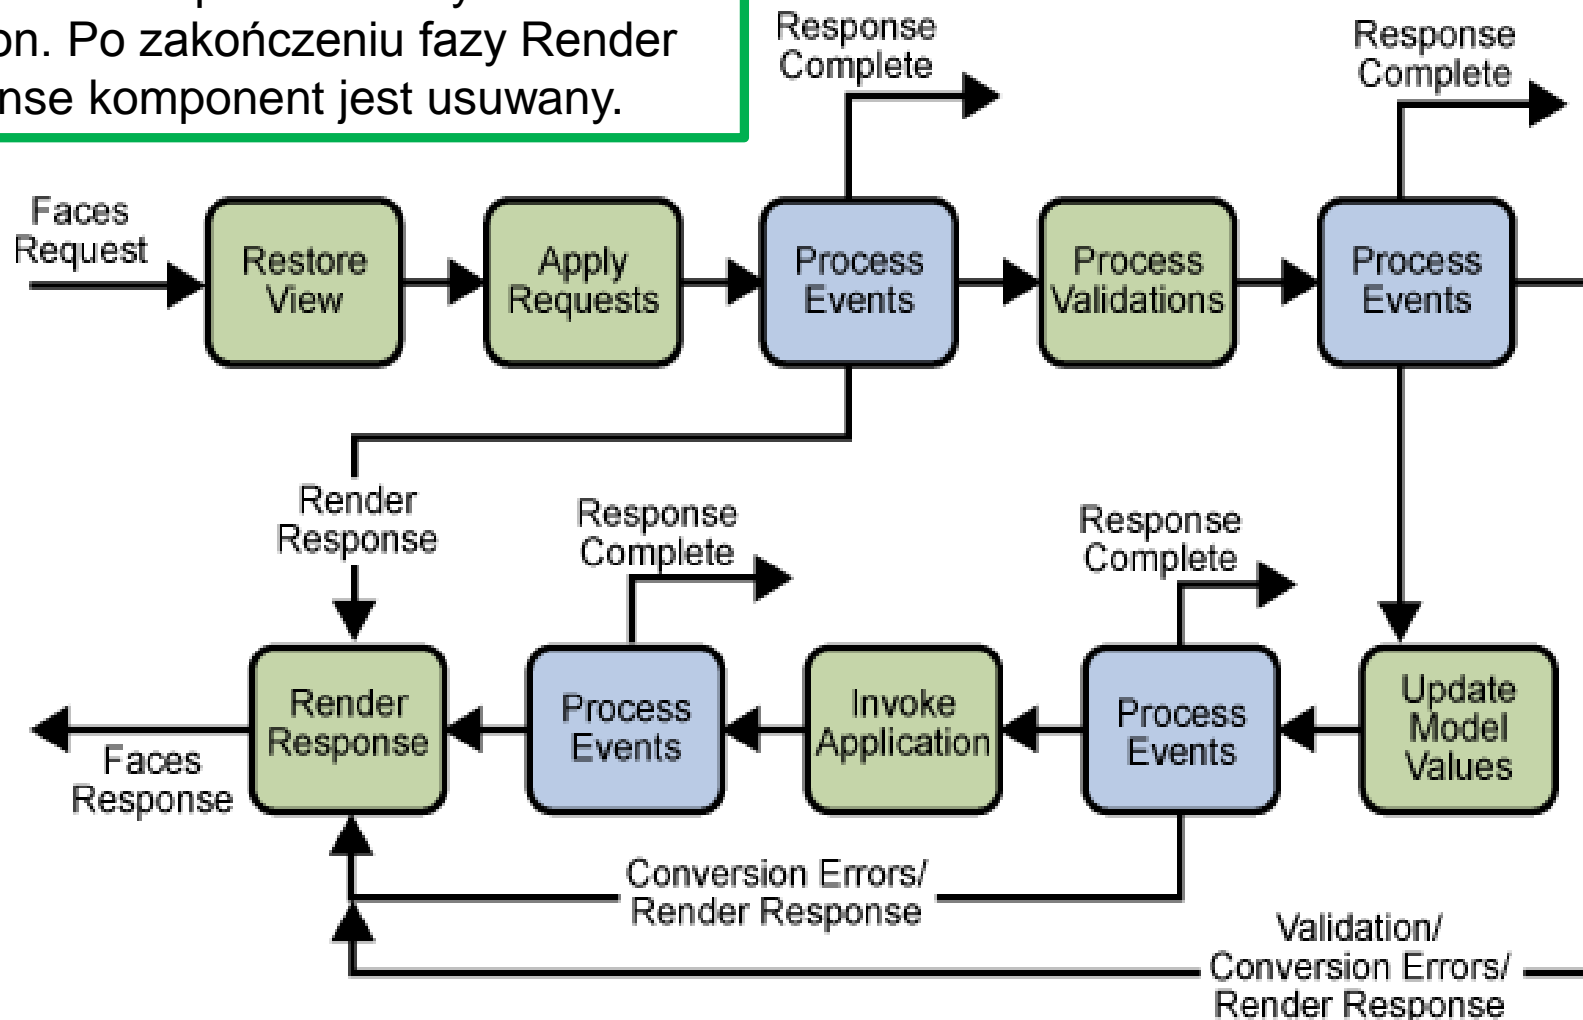 on. Po zakończeniu fazy Render
nse komponent jest usuwany.
Response
Complete
Response
Complete
Faces
Request
Restore
View
Apply
Requests
Process
Events
Process
Validations
Process
Events
Render
Response
Response
Complete
Response
Complete
Render
Response
Process
Events
Invoke
Application
Process
Events
Update
Model
Values
Faces
Response
Conversion Errors/
Render Response
Validation/
Conversion Errors/
Render Response